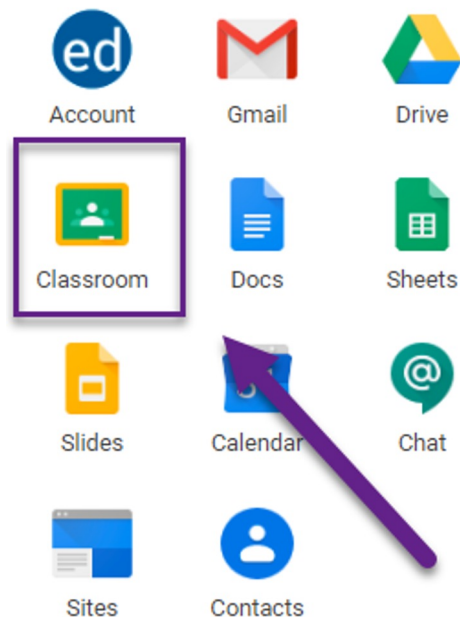 ed
Account Gmail Drive
Classroom Docs Sheets
Slides Calendar Chat
Sites Contacts